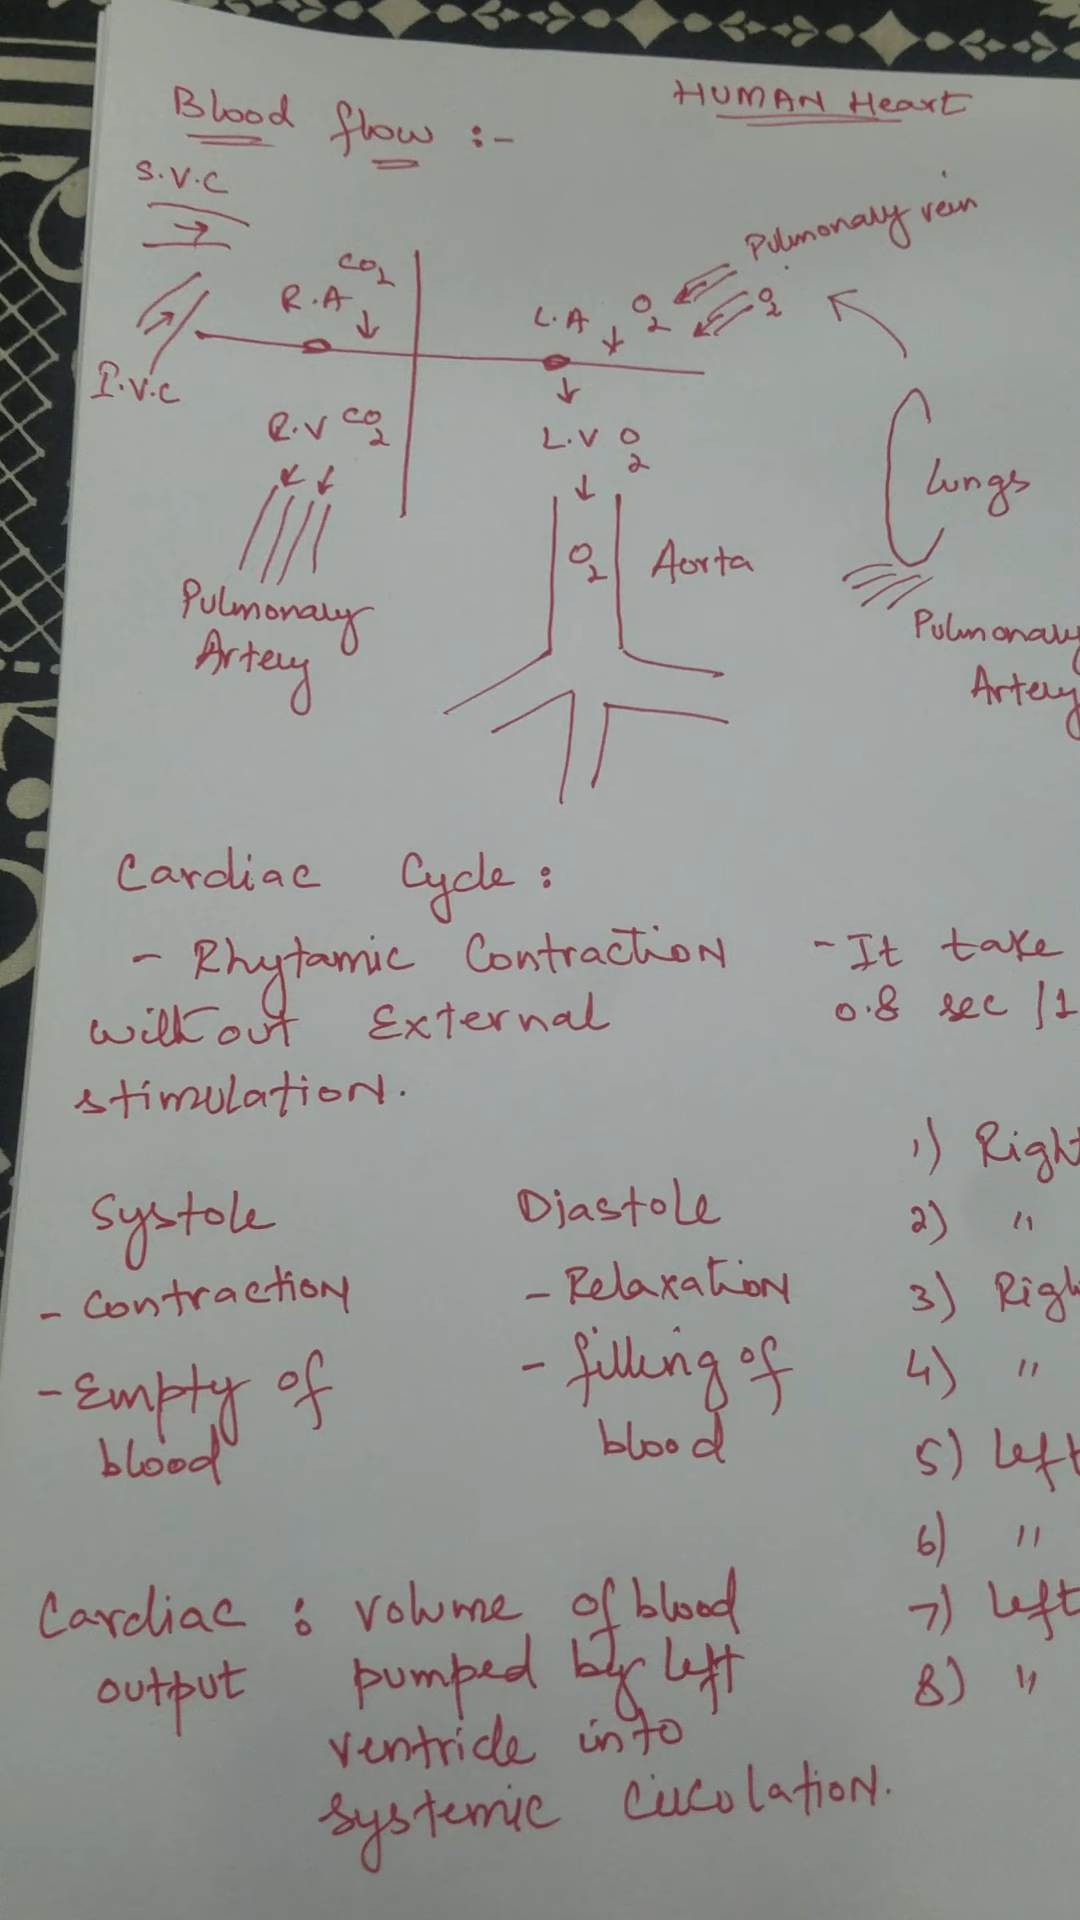 HUMAN Heart
Blood flow :-
S.V.C
Pulmonary vein
CO2
R.A
L.A O2
O2
I.V.C
R.V CO2
L.V O2
Lungs
O2 Aorta
Pulmonary
Artery
Pulmonary
Artery
Cardiac Cycle :
- Rhytamic Contraction
without External
stimulation.
- It take
0.8 sec /1
Systole
- Contraction
- Empty of
blood
Diastole
- Relaxation
- filling of
blood
1) Right
2) "
3) Righ
4) "
5) Left
6) "
7) Left
8) "
Cardiac : volume of blood
output pumped by left
ventricle into
systemic circulation.